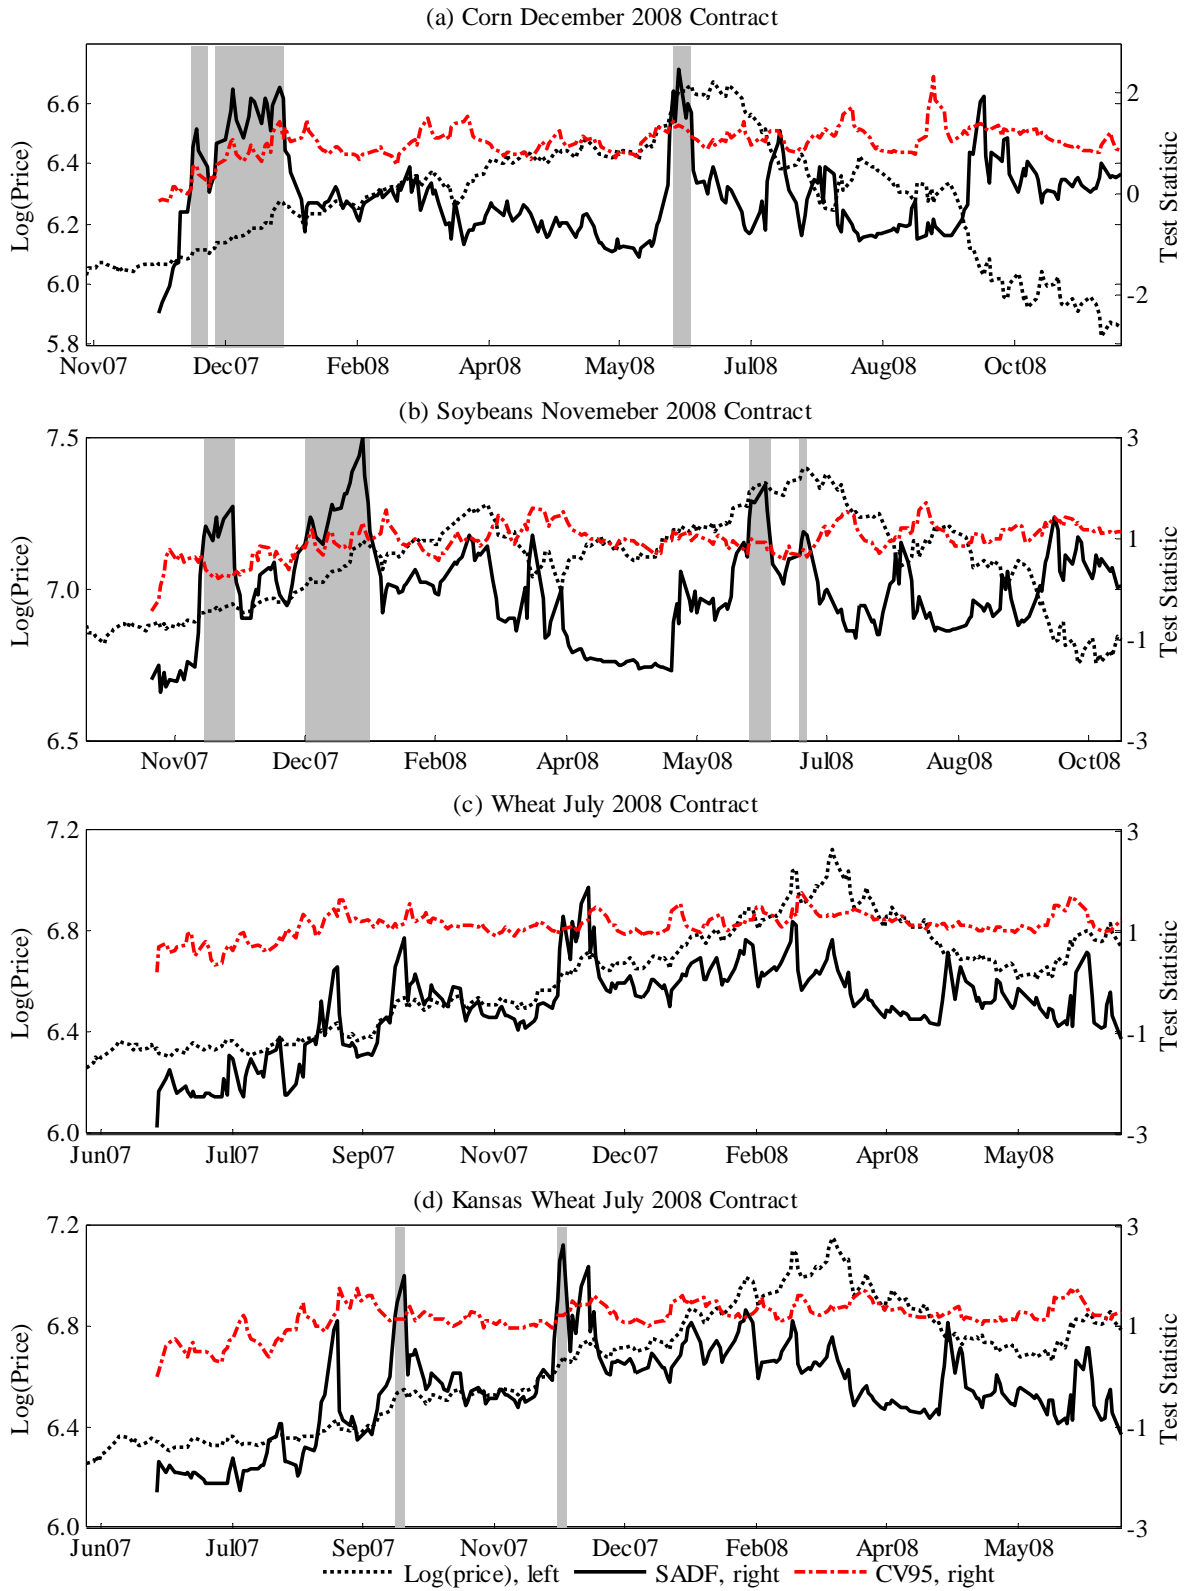 (a) Corn December 2008 Contract
Log(Price)
6.6
6.4
6.2
6.0
5.8
2
0
-2
Test Statistic
Nov07 Dec07 Feb08 Apr08 May08 Jul08 Aug08 Oct08
(b) Soybeans Novemeber 2008 Contract
Log(Price)
7.5
7.0
6.5
3
1
-1
-3
Test Statistic
Nov07 Dec07 Feb08 Apr08 May08 Jul08 Aug08 Oct08
(c) Wheat July 2008 Contract
Log(Price)
7.2
6.8
6.4
6.0
3
1
-1
-3
Test Statistic
Jun07 Jul07 Sep07 Nov07 Dec07 Feb08 Apr08 May08
(d) Kansas Wheat July 2008 Contract
Log(Price)
7.2
6.8
6.4
6.0
3
1
-1
-3
Test Statistic
Jun07 Jul07 Sep07 Nov07 Dec07 Feb08 Apr08 May08
Log(price), left SADF, right CV95, right